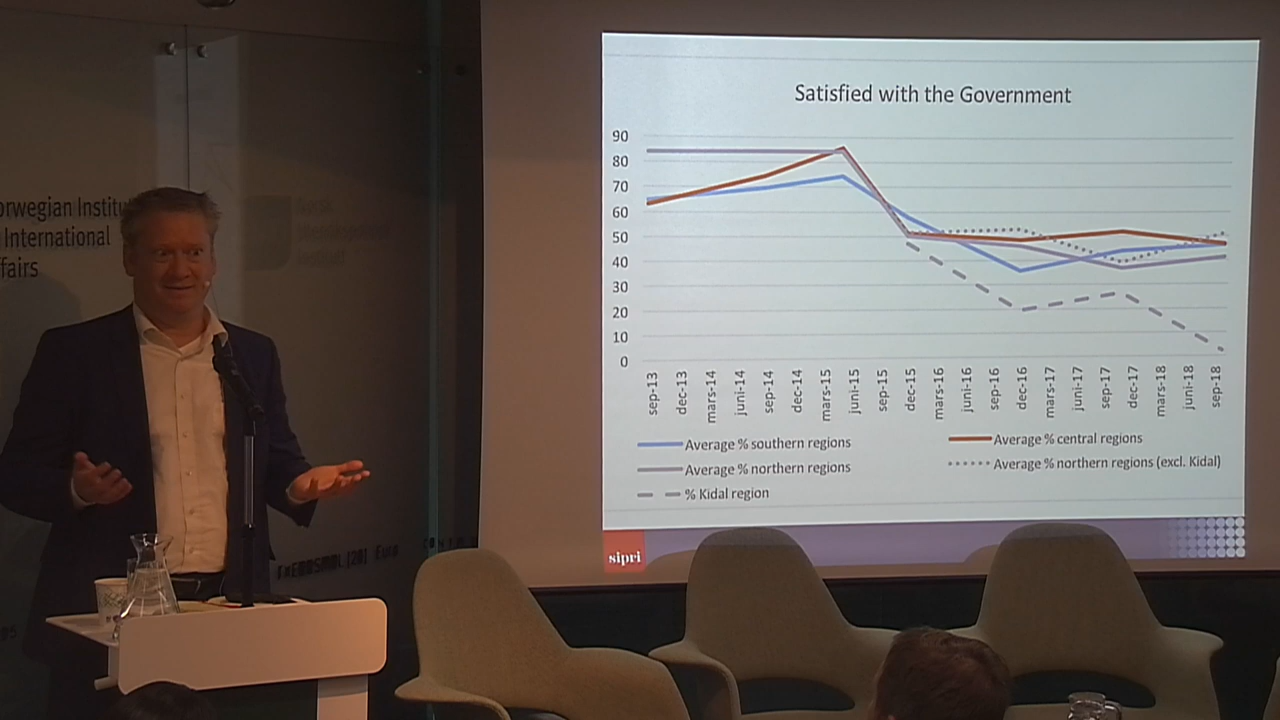 orwegian Institu
International
fairs
Satisfied with the Government
90
80
70
60
50
40
30
20
10
0
sep-13
dec-13
mars-14
juni-14
sep-14
dec-14
mars-15
juni-15
sep-15
dec-15
mars-16
juni-16
sep-16
dec-16
mars-17
juni-17
sep-17
dec-17
mars-18
juni-18
sep-18
Average % southern regions
Average % central regions
Average % northern regions
Average % northern regions (excl. Kidal)
% Kidal region
sipri